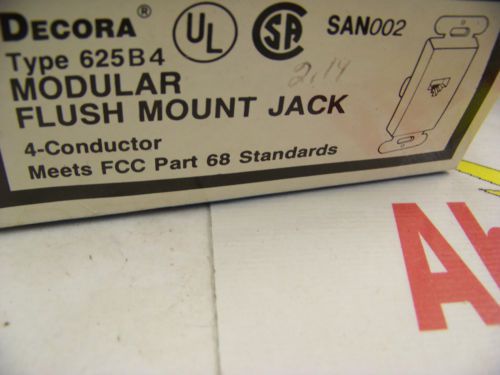 DECORA®
UL
SA
SAN002
Type 625B4
2.14
MODULAR
FLUSH MOUNT JACK
4-Conductor
Meets FCC Part 68 Standards
Ab